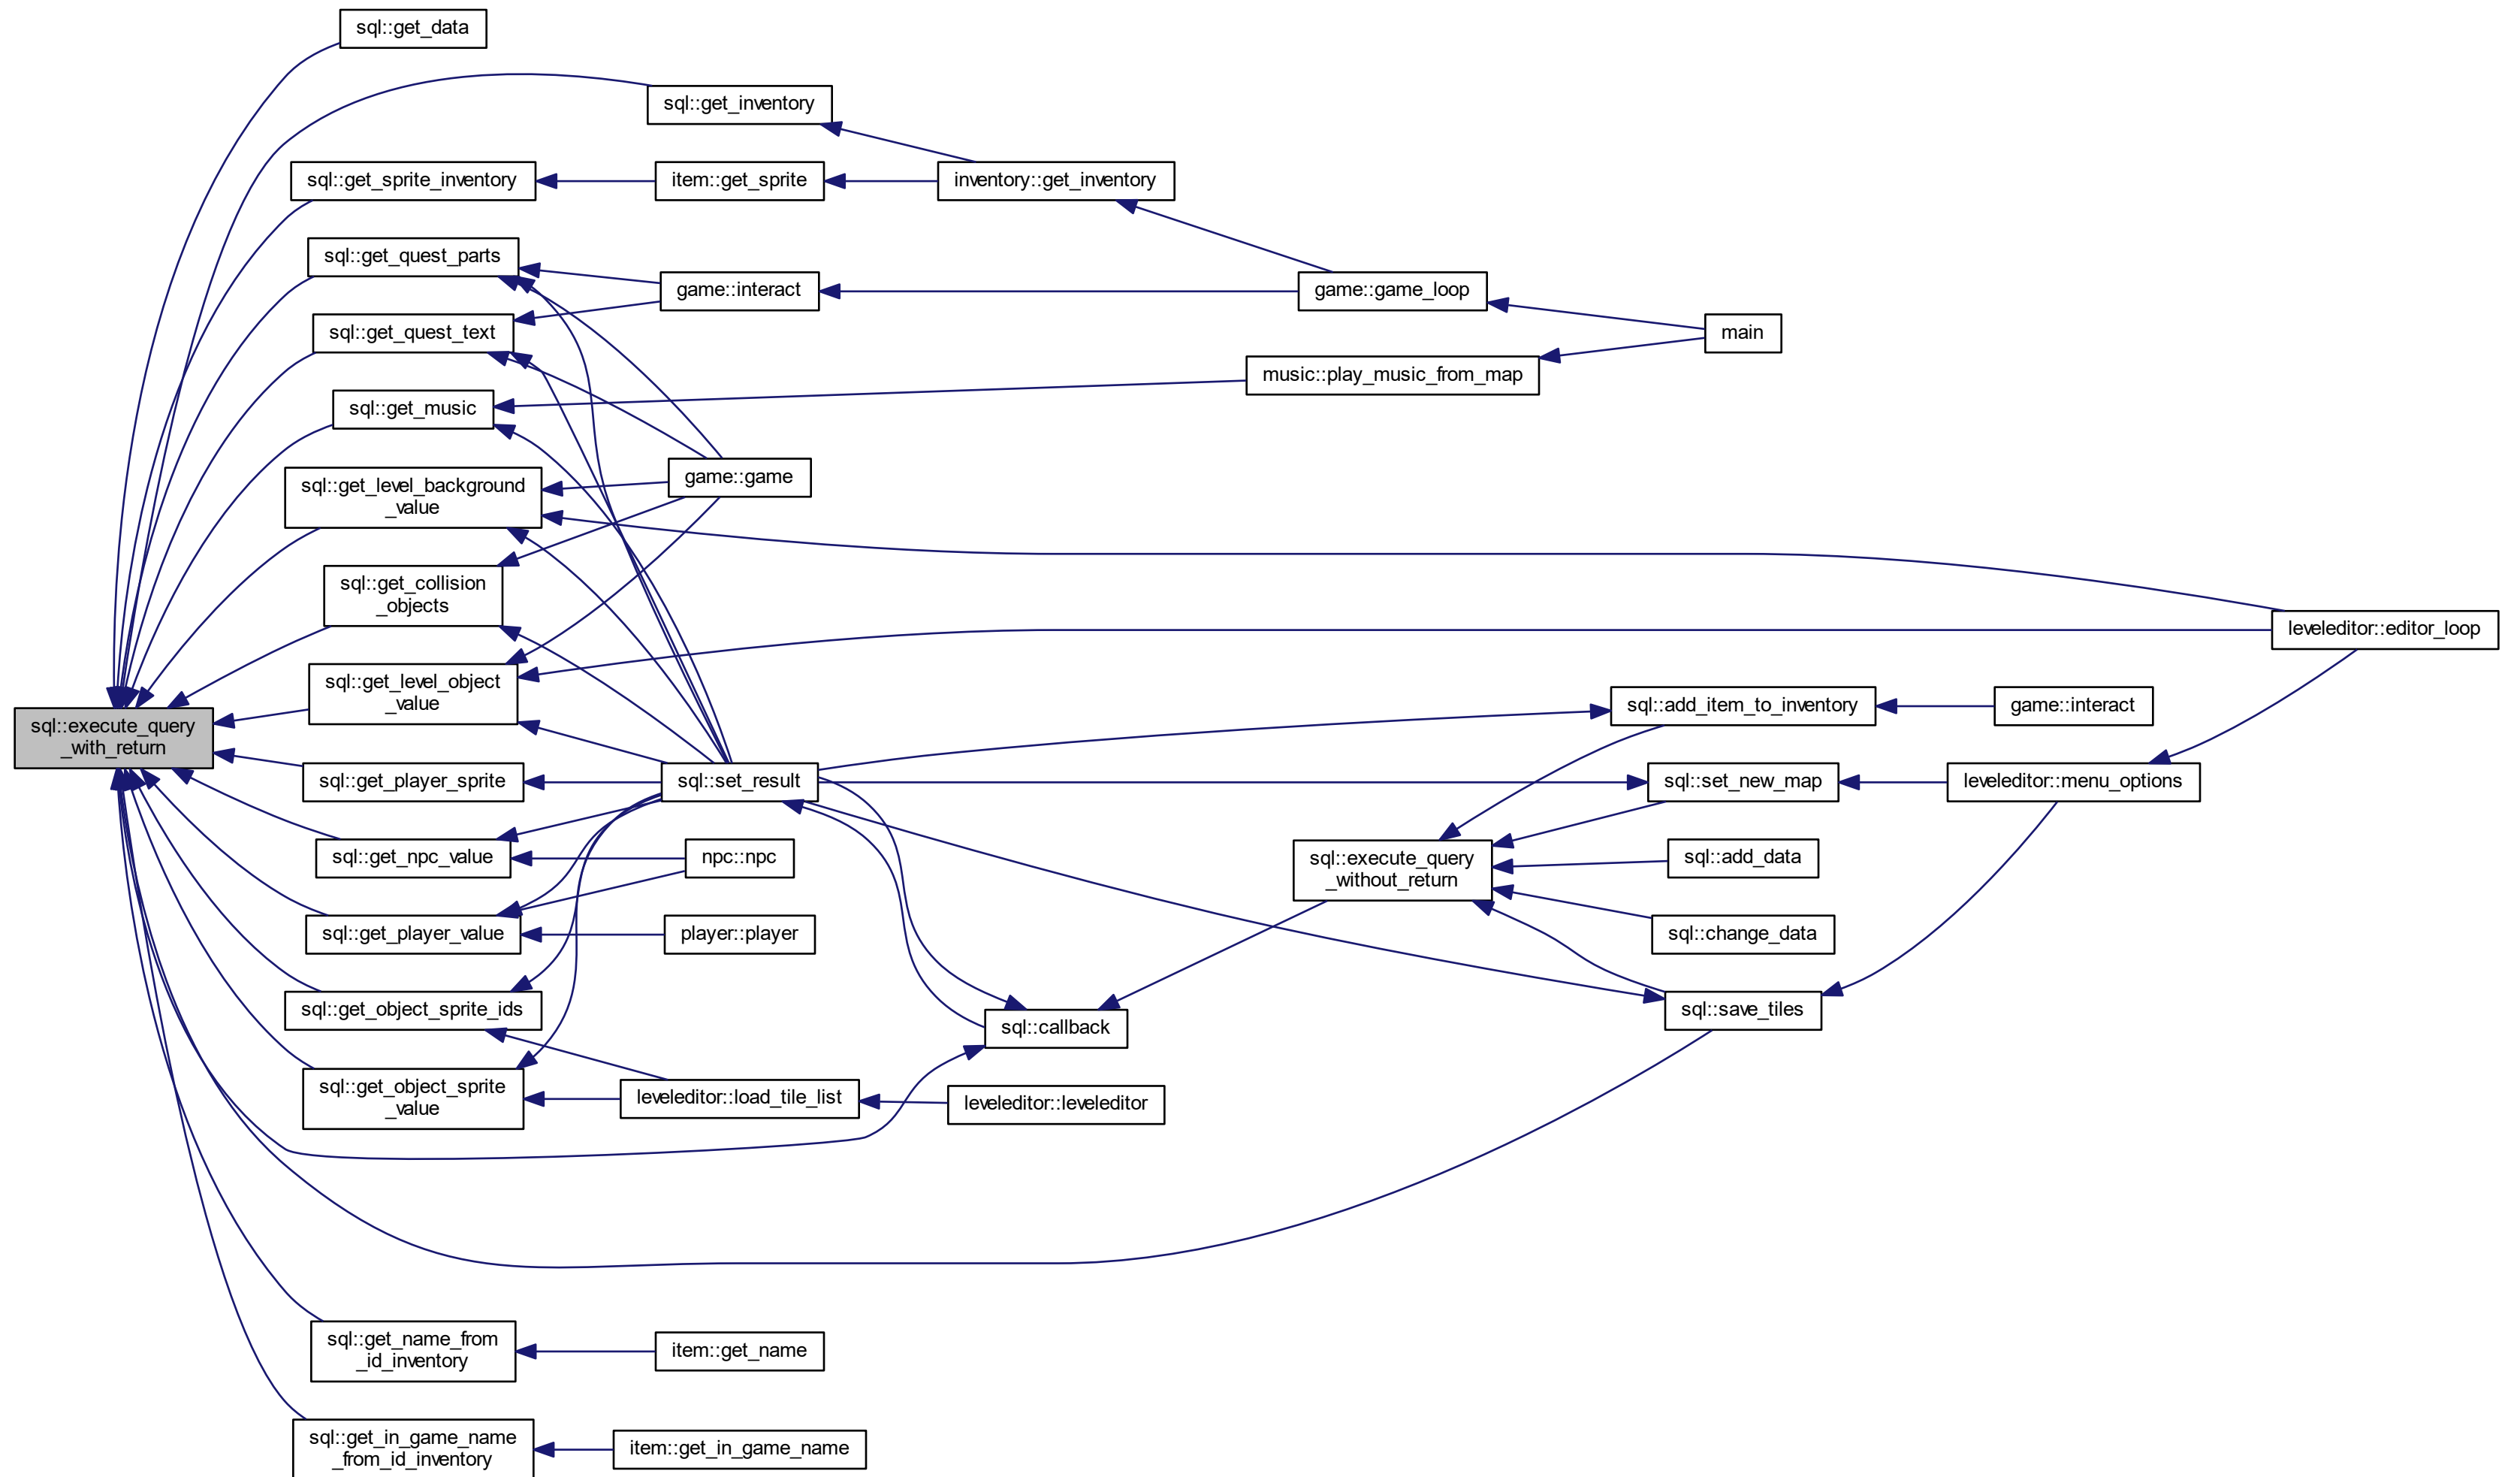 sql::get_data
sql::get_inventory
sql::get_sprite_inventory
item::get_sprite
inventory::get_inventory
sql::get_quest_parts
game::interact
game::game_loop
sql::get_quest_text
main
music::play_music_from_map
sql::get_music
sql::get_level_background
_value
game::game
sql::get_collision
_objects
leveleditor::editor_loop
sql::get_level_object
_value
sql::add_item_to_inventory
game::interact
sql::execute_query
_with_return
sql::get_player_sprite
sql::set_result
sql::set_new_map
leveleditor::menu_options
sql::get_npc_value
npc::npc
sql::execute_query
_without_return
sql::add_data
sql::get_player_value
player::player
sql::change_data
sql::get_object_sprite_ids
sql::callback
sql::save_tiles
sql::get_object_sprite
_value
leveleditor::load_tile_list
leveleditor::leveleditor
sql::get_name_from
_id_inventory
item::get_name
sql::get_in_game_name
_from_id_inventory
item::get_in_game_name